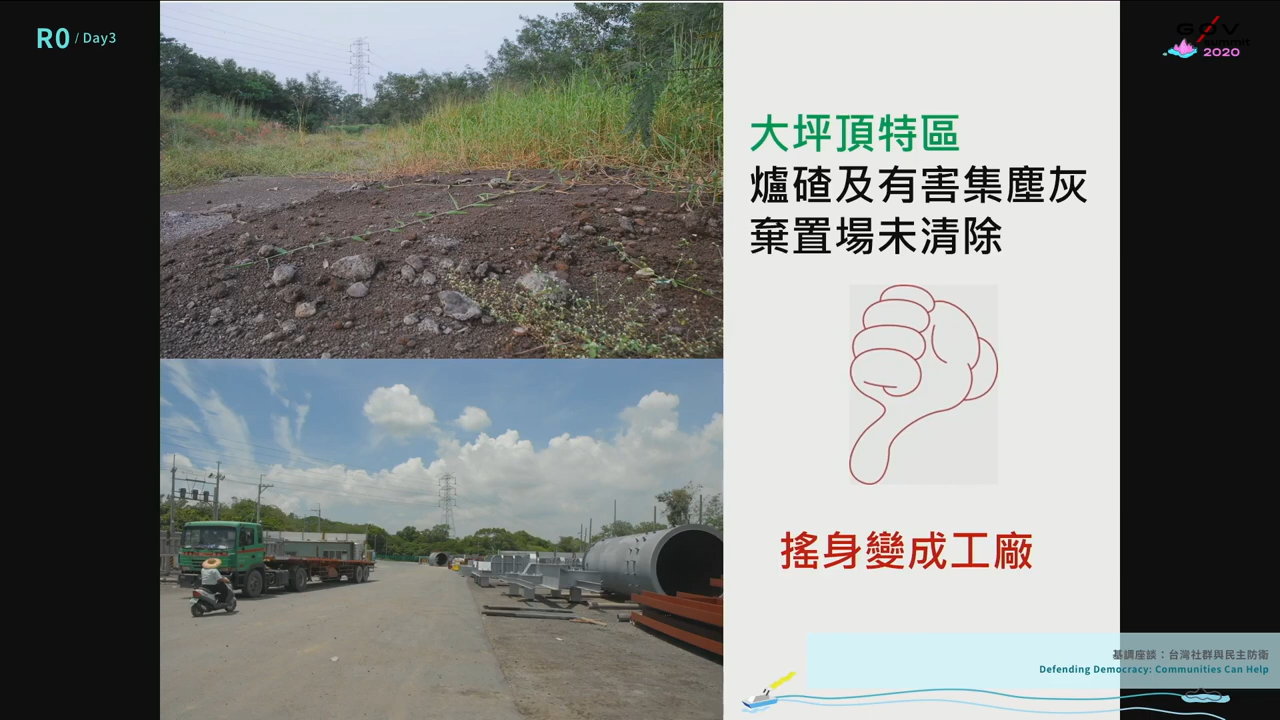 R0 / Day3
G0V
summit
2020
大坪頂特區
爐碴及有害集塵灰
棄置場未清除
搖身變成工廠
基調座談：台灣社群與民主防衛
Defending Democracy: Communities Can Help